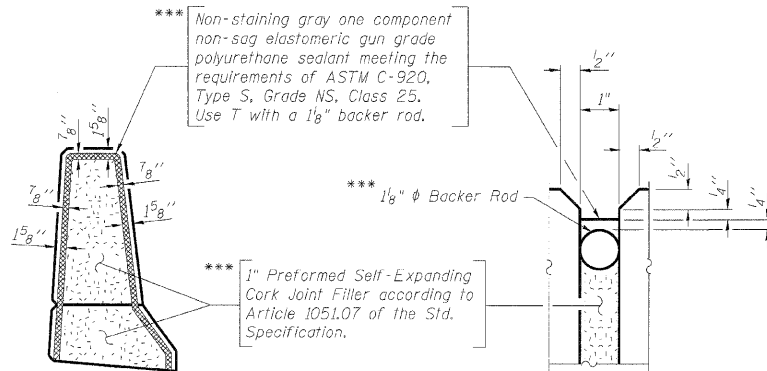 *** Non-staining gray one component
non-sag elastomeric gun grade
polyurethane sealant meeting the
requirements of ASTM C-920,
Type S, Grade NS, Class 25.
Use T with a 1⅛" backer rod.
½"
1"
½"
½"
¼"
¼"
*** 1⅛" ϕ Backer Rod
⅞"
1⅝"
⅞"
⅞"
1⅝"
1⅝"
*** 1" Preformed Self-Expanding
Cork Joint Filler according to
Article 1051.07 of the Std.
Specification.